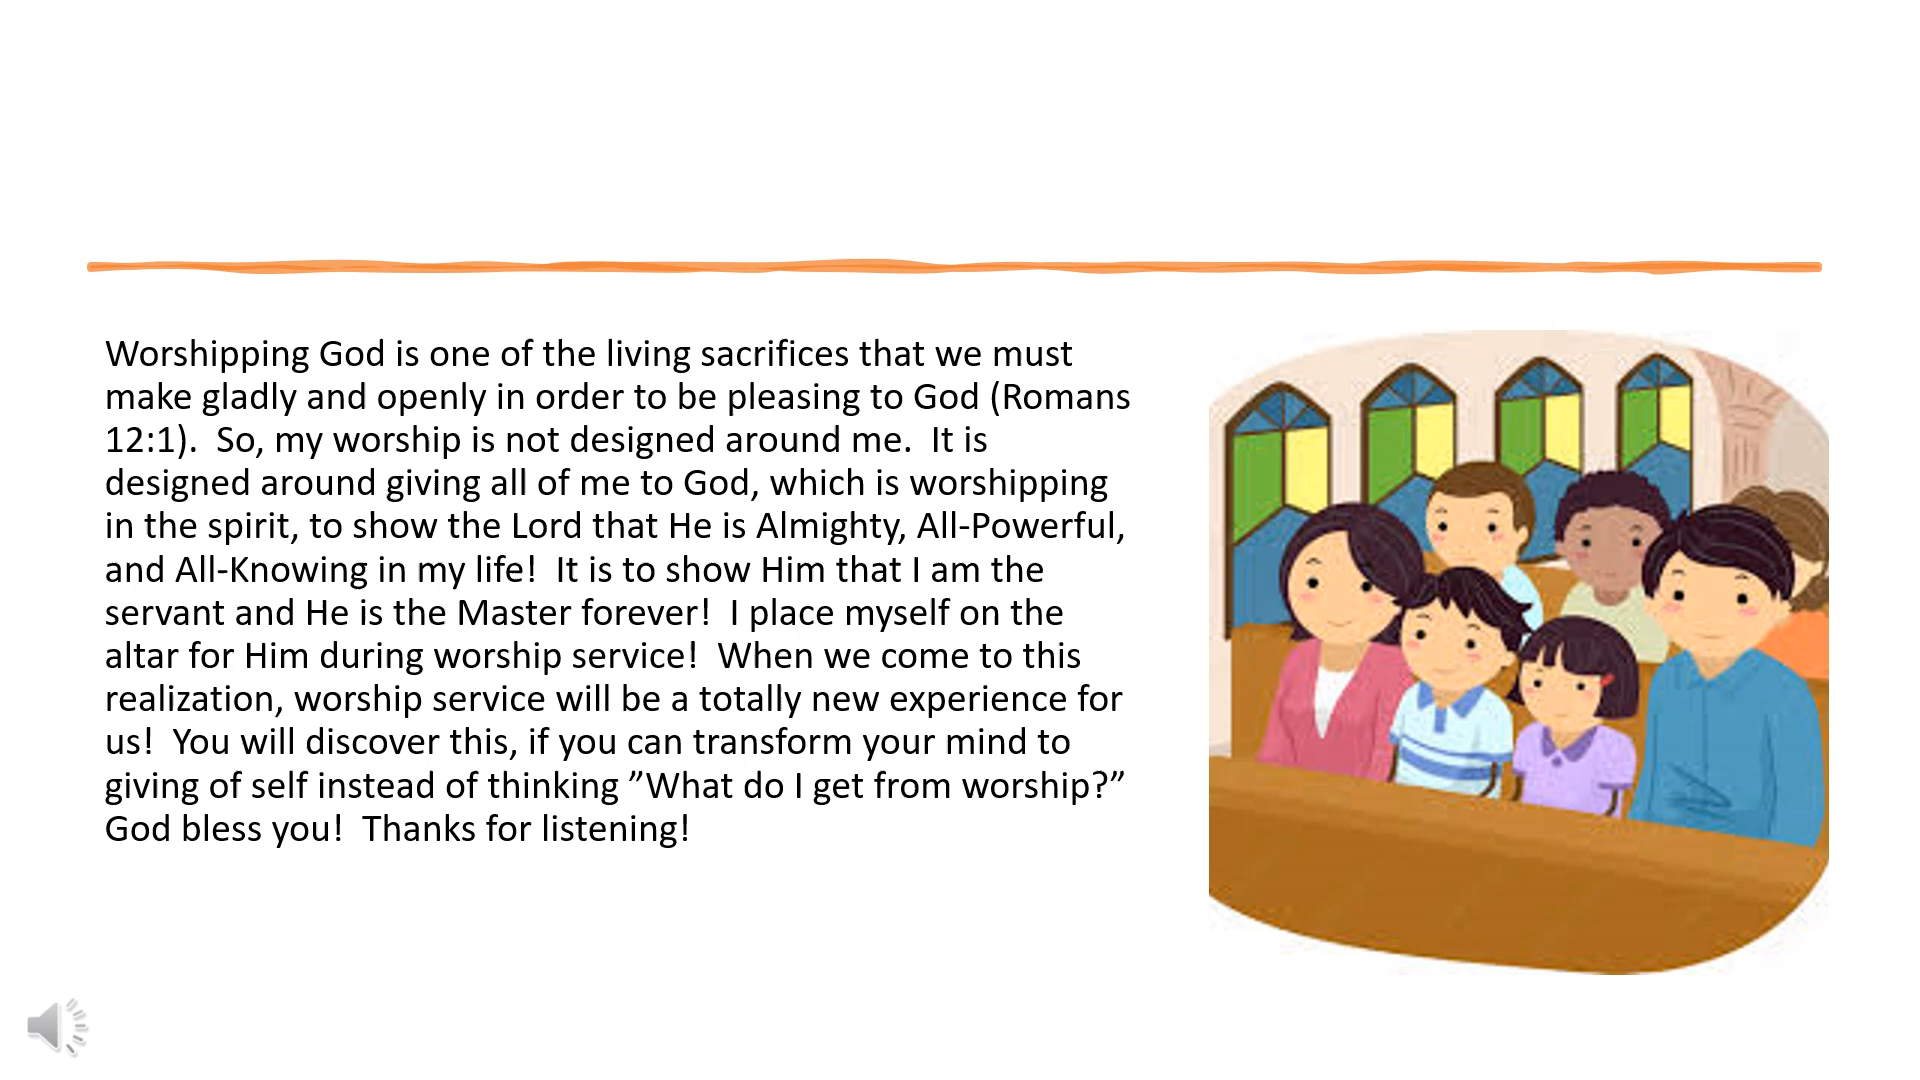 Worshipping God is one of the living sacrifices that we must
make gladly and openly in order to be pleasing to God (Romans
12:1).  So, my worship is not designed around me.  It is
designed around giving all of me to God, which is worshipping
in the spirit, to show the Lord that He is Almighty, All-Powerful,
and All-Knowing in my life!  It is to show Him that I am the
servant and He is the Master forever!  I place myself on the
altar for Him during worship service!  When we come to this
realization, worship service will be a totally new experience for
us!  You will discover this, if you can transform your mind to
giving of self instead of thinking ”What do I get from worship?”
God bless you!  Thanks for listening!